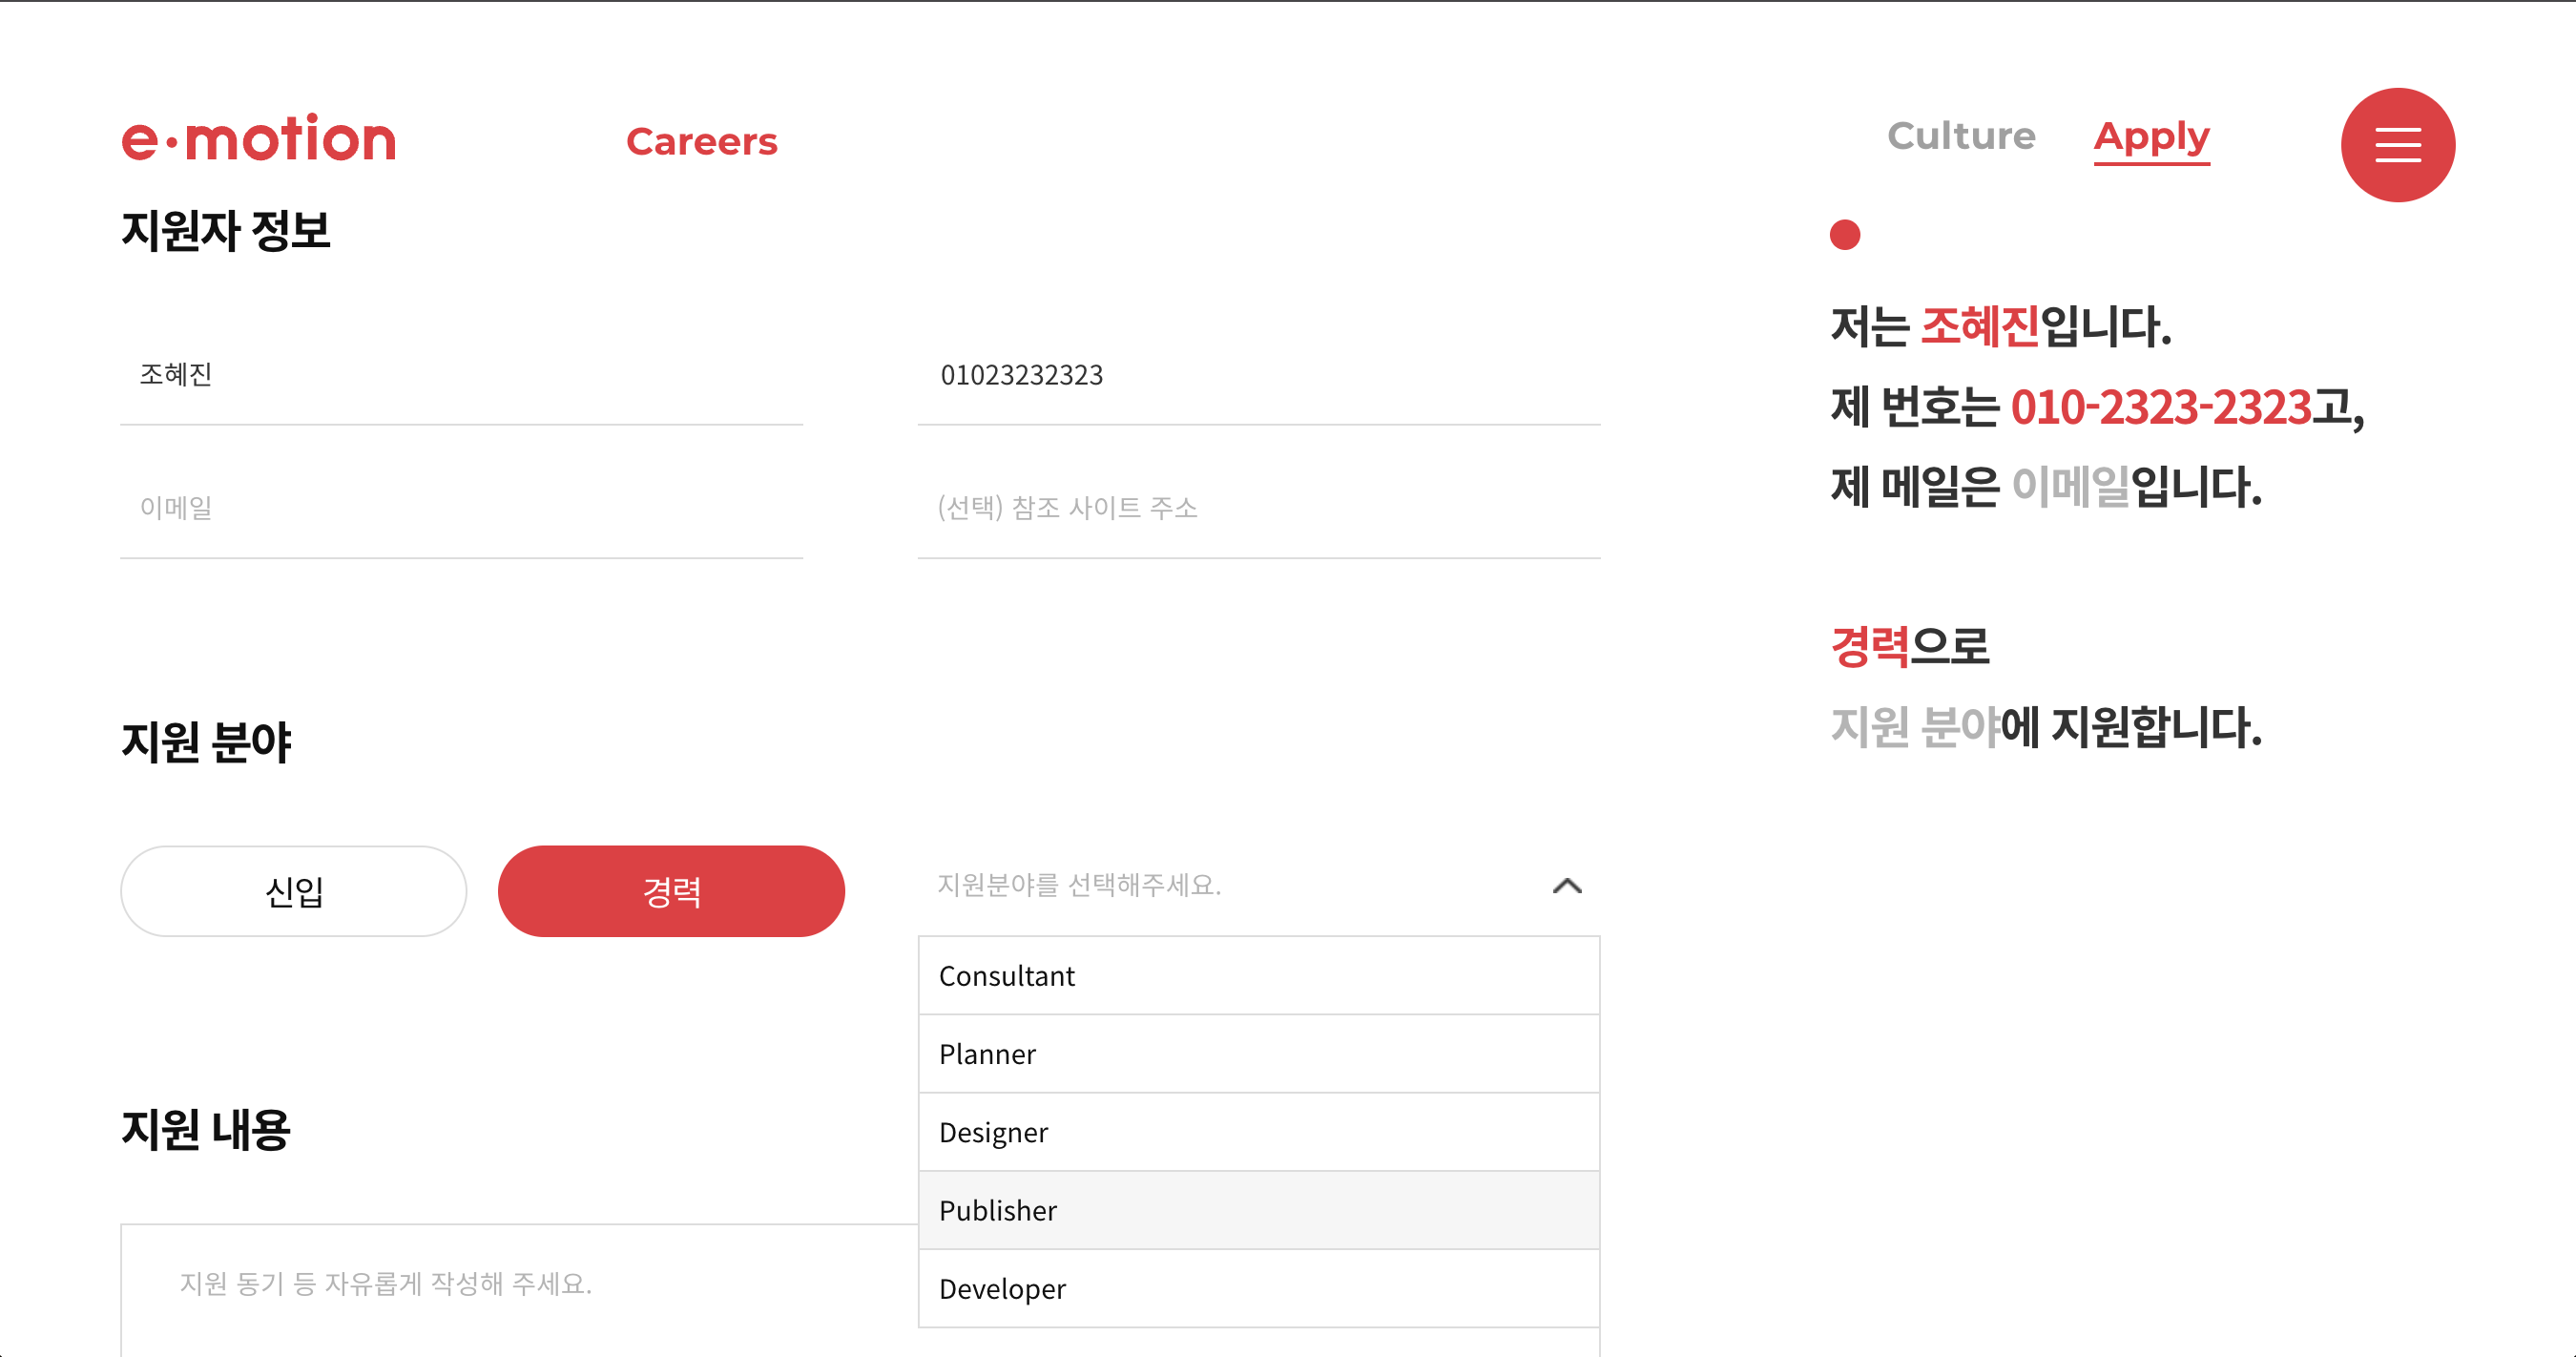 e·motion
Careers
Culture
Apply
지원자 정보
조혜진
01023232323
이메일
(선택) 참조 사이트 주소
지원 분야
신입
경력
지원분야를 선택해주세요.
Consultant
Planner
Designer
Publisher
Developer
지원 내용
지원 동기 등 자유롭게 작성해 주세요.
저는 조혜진입니다.
제 번호는 010-2323-2323고,
제 메일은 이메일입니다.
경력으로
지원 분야에 지원합니다.